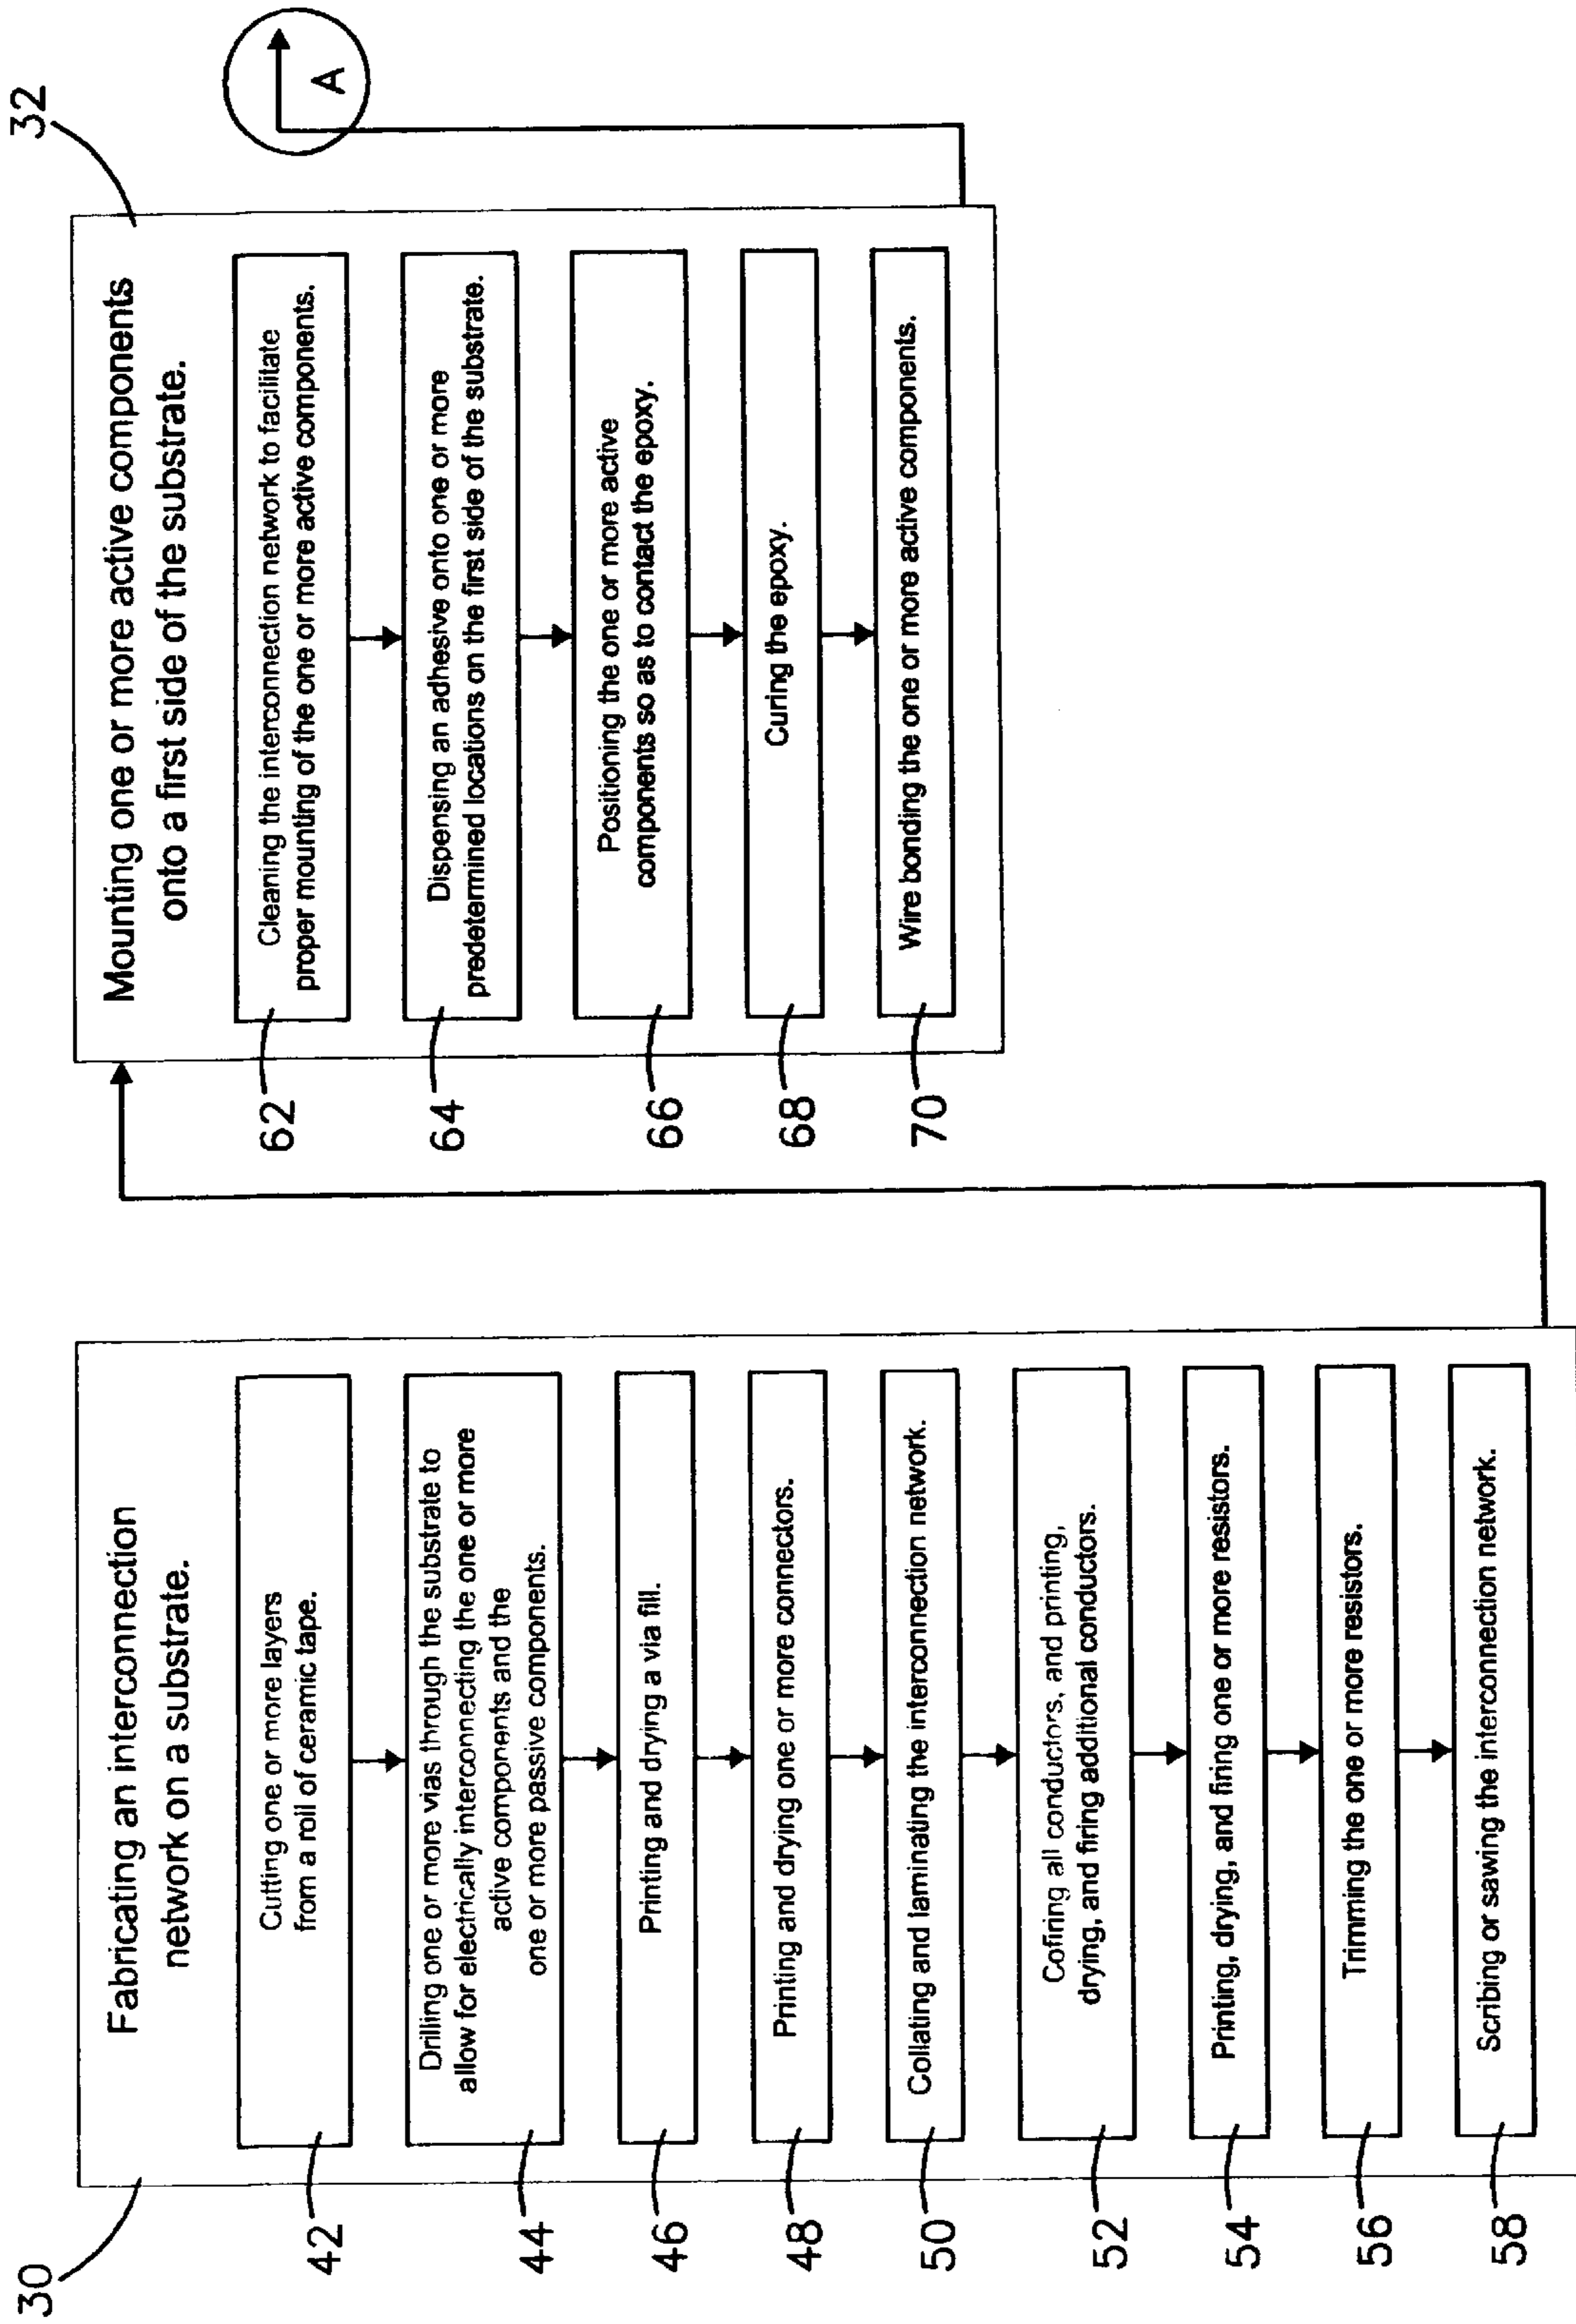 30
Fabricating an interconnection
network on a substrate.
42
Cutting one or more layers
from a roll of ceramic tape.
44
Drilling one or more vias through the substrate to
allow for electrically interconnecting the one or more
active components and the
one or more passive components.
46
Printing and drying a via fill.
48
Printing and drying one or more connectors.
50
Collating and laminating the interconnection network.
52
Cofiring all conductors, and printing,
drying, and firing additional conductors.
54
Printing, drying, and firing one or more resistors.
56
Trimming the one or more resistors.
58
Scribing or sawing the interconnection network.
32
Mounting one or more active components
onto a first side of the substrate.
62
Cleaning the interconnection network to facilitate
proper mounting of the one or more active components.
64
Dispensing an adhesive onto one or more
predetermined locations on the first side of the substrate.
66
Positioning the one or more active
components so as to contact the epoxy.
68
Curing the epoxy.
70
Wire bonding the one or more active components.
A